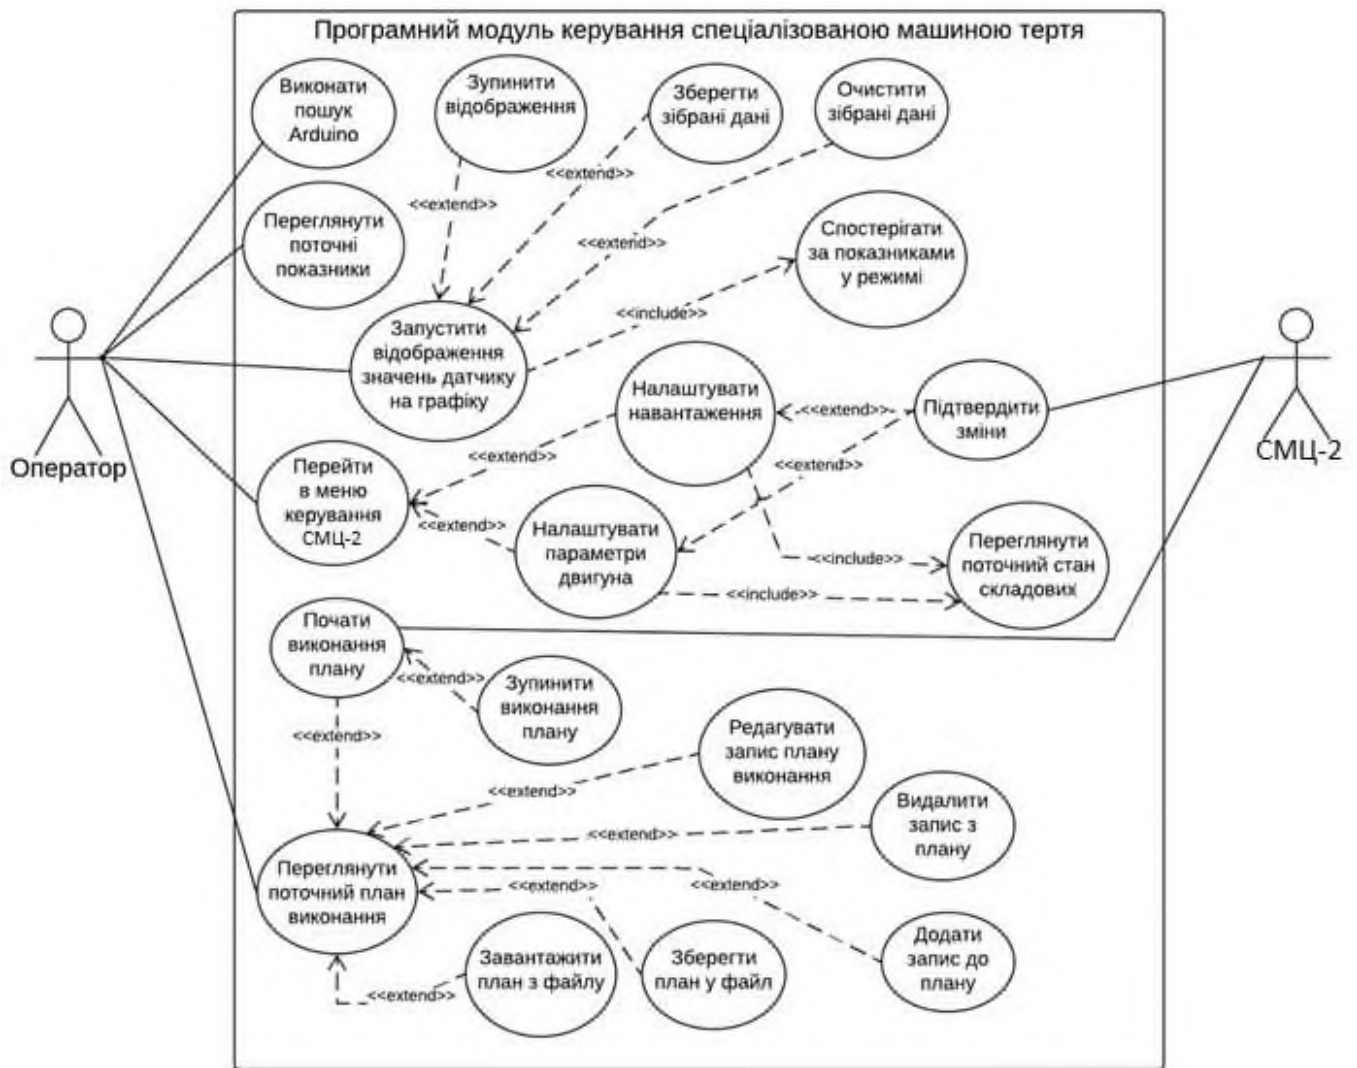 Програмний модуль керування спеціалізованою машиною тертя
Виконати
пошук
Arduino
Зупинити
відображення
Зберегти
зібрані дані
Очистити
зібрані дані
<<extend>>
<<extend>>
<<extend>>
Переглянути
поточні
показники
Спостерігати
за показниками
у режимі
<<include>>
Запустити
відображення
значень датчику
на графіку
Налаштувати
навантаження
<<extend>>
Підтвердити
зміни
Оператор
СМЦ-2
Перейти
в меню
керування
СМЦ-2
<<extend>>
<<extend>>
<<extend>>
Налаштувати
параметри
двигуна
Переглянути
поточний стан
складових
<<include>>
<<include>>
Почати
виконання
плану
<<extend>>
Зупинити
виконання
плану
<<extend>>
Редагувати
запис плану
виконання
<<extend>>
Видалити
запис з
плану
<<extend>>
Переглянути
поточний план
виконання
<<extend>>
<<extend>>
Додати
запис до
плану
Завантажити
план з файлу
Зберегти
план у файл
<<extend>>